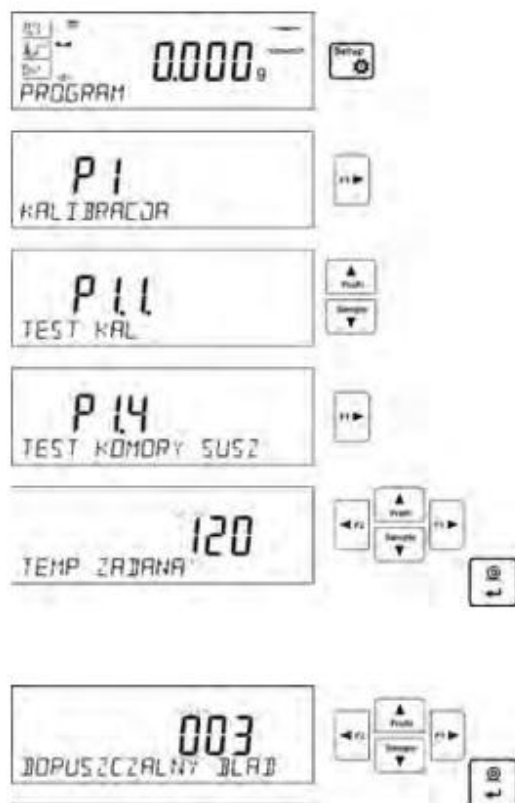 0.000 g
PROGRAM
Setup
P1
KALIBRACJA
F1 ►
P1.1.
TEST KAL
▲ Profil
Sample ▼
P1.4
TEST KOMORY SUSZ
F1 ►
120
TEMP ZADANA
▲ Profil
◄ F2 Sample ▼ F1 ►
003
DOPUSZCZALNY BLAD
▲ Profil
◄ F2 Sample ▼ F1 ►